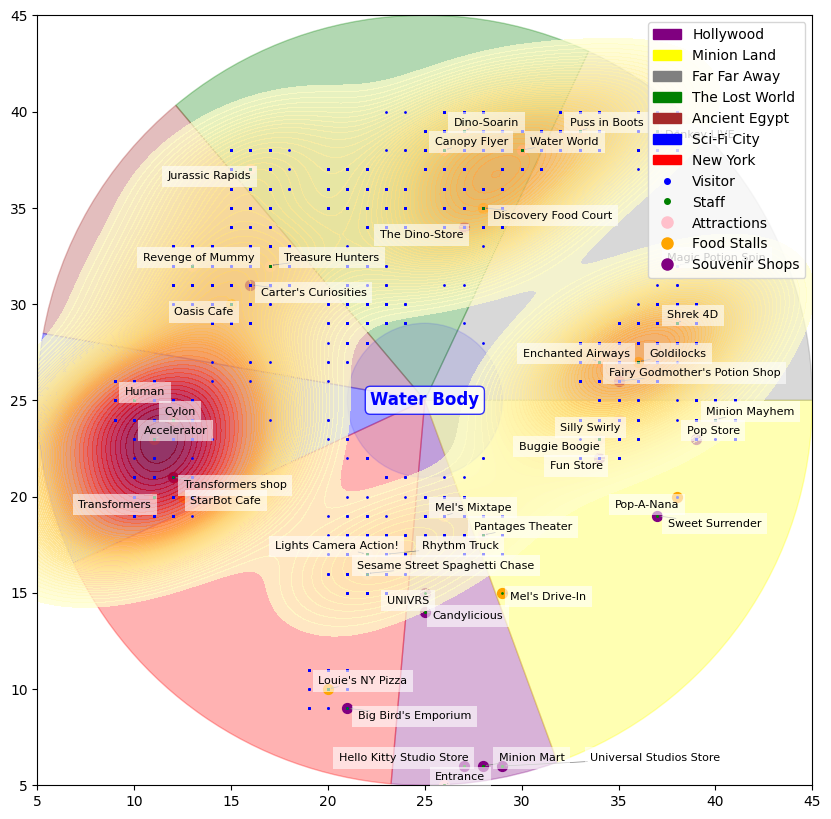 45
40
35
30
25
20
15
10
5
5
10
15
20
25
30
35
40
45
Hollywood
Minion Land
Far Far Away
The Lost World
Ancient Egypt
Sci-Fi City
New York
Visitor
Staff
Attractions
Food Stalls
Souvenir Shops
Dino-Soarin
Puss in Boots
Canopy Flyer
Water World
Jurassic Rapids
Discovery Food Court
The Dino-Store
Revenge of Mummy
Treasure Hunters
Magic Potion Spin
Carter's Curiosities
Oasis Cafe
Shrek 4D
Enchanted Airways
Goldilocks
Fairy Godmother's Potion Shop
Human
Water Body
Cylon
Minion Mayhem
Accelerator
Silly Swirly
Pop Store
Buggie Boogie
Fun Store
Transformers shop
Transformers
StarBot Cafe
Mel's Mixtape
Pop-A-Nana
Pantages Theater
Sweet Surrender
Lights Camera Action!
Rhythm Truck
Sesame Street Spaghetti Chase
UNIVRS
Mel's Drive-In
Candylicious
Louie's NY Pizza
Big Bird's Emporium
Hello Kitty Studio Store
Minion Mart
Universal Studios Store
Entrance